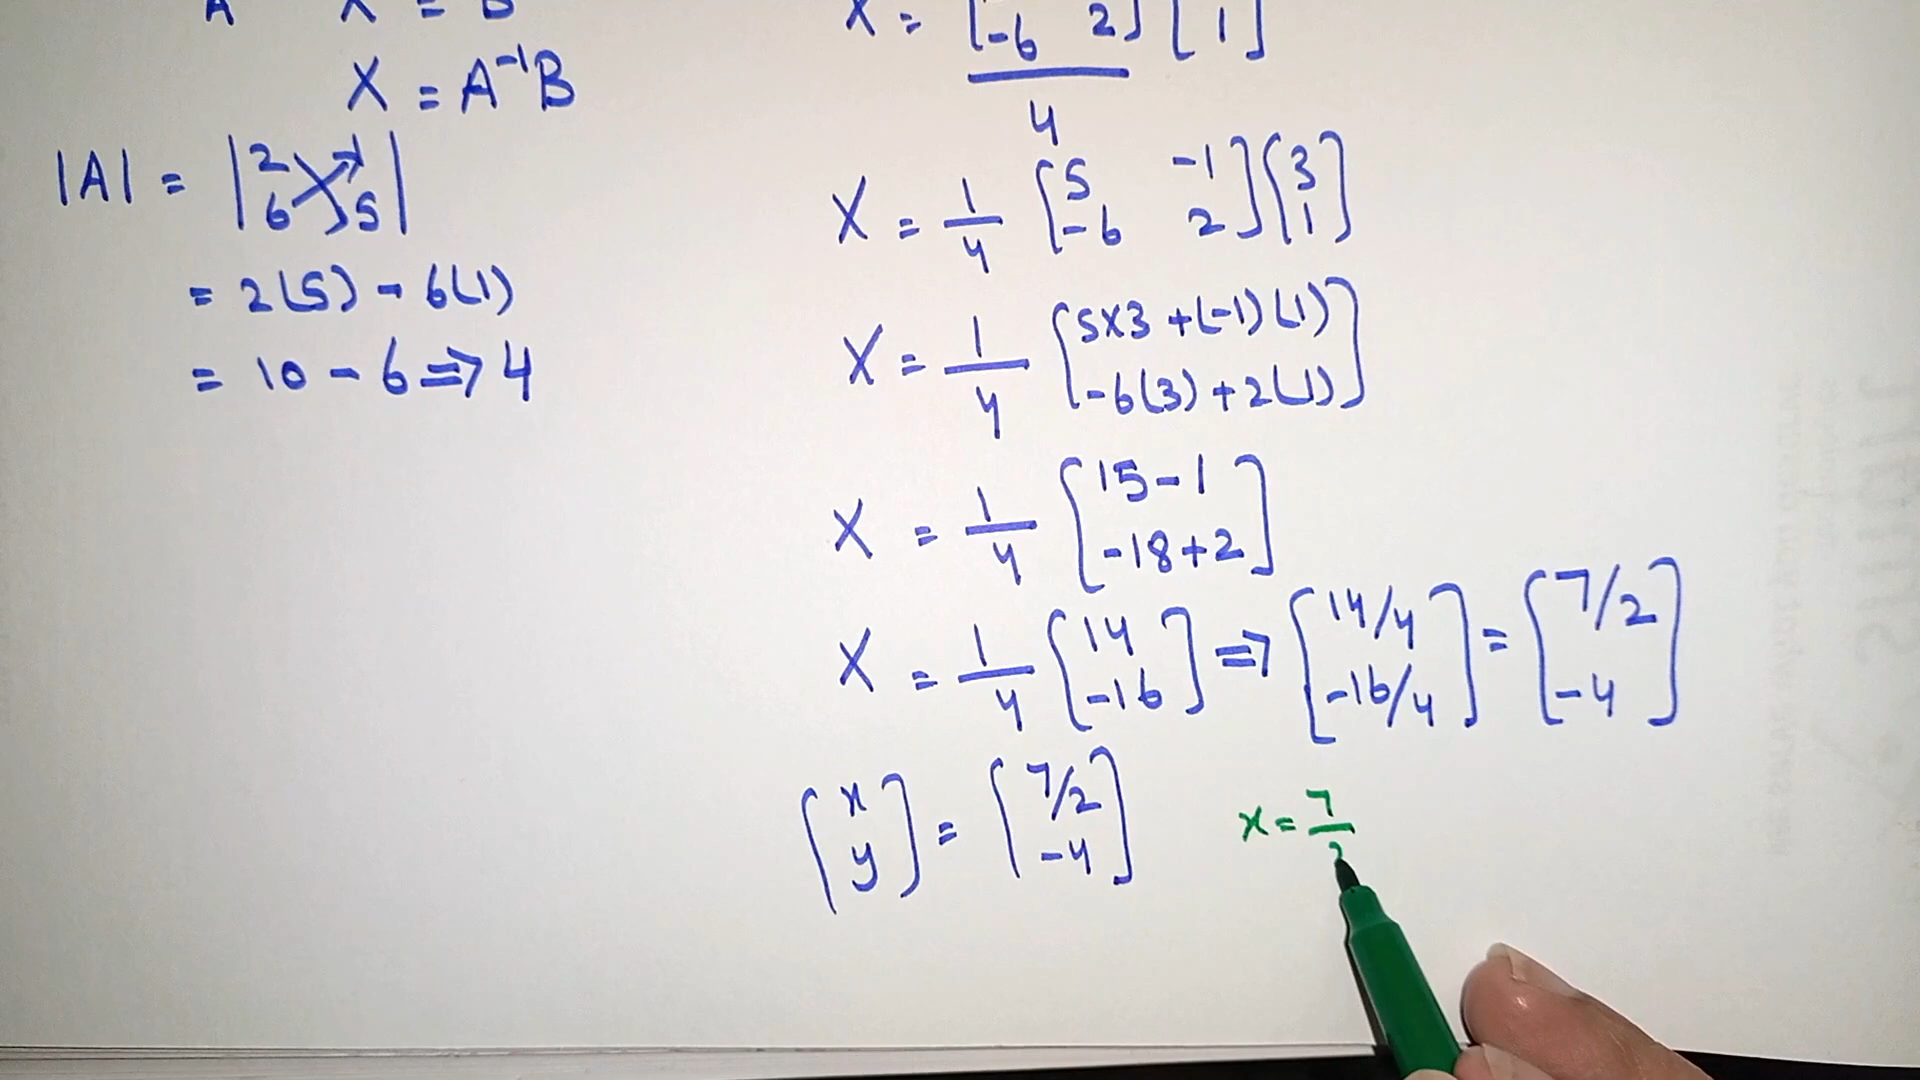 A X = B
X = A⁻¹B
|A| = |2 1|
|6 5|
= 2(5) - 6(1)
= 10 - 6 ⇒ 4
X = [-6 2] [1]
4
X = 1/4 [5 -1] [3]
[-6 2] [1]
X = 1/4 [5×3 + (-1)(1)]
[-6(3) + 2(1)]
X = 1/4 [15 - 1]
[-18 + 2]
X = 1/4 [14] ⇒ [14/4] = [7/2]
[-16] [-16/4] [-4]
[x] = [7/2]
[y] [-4]
x = 7/2